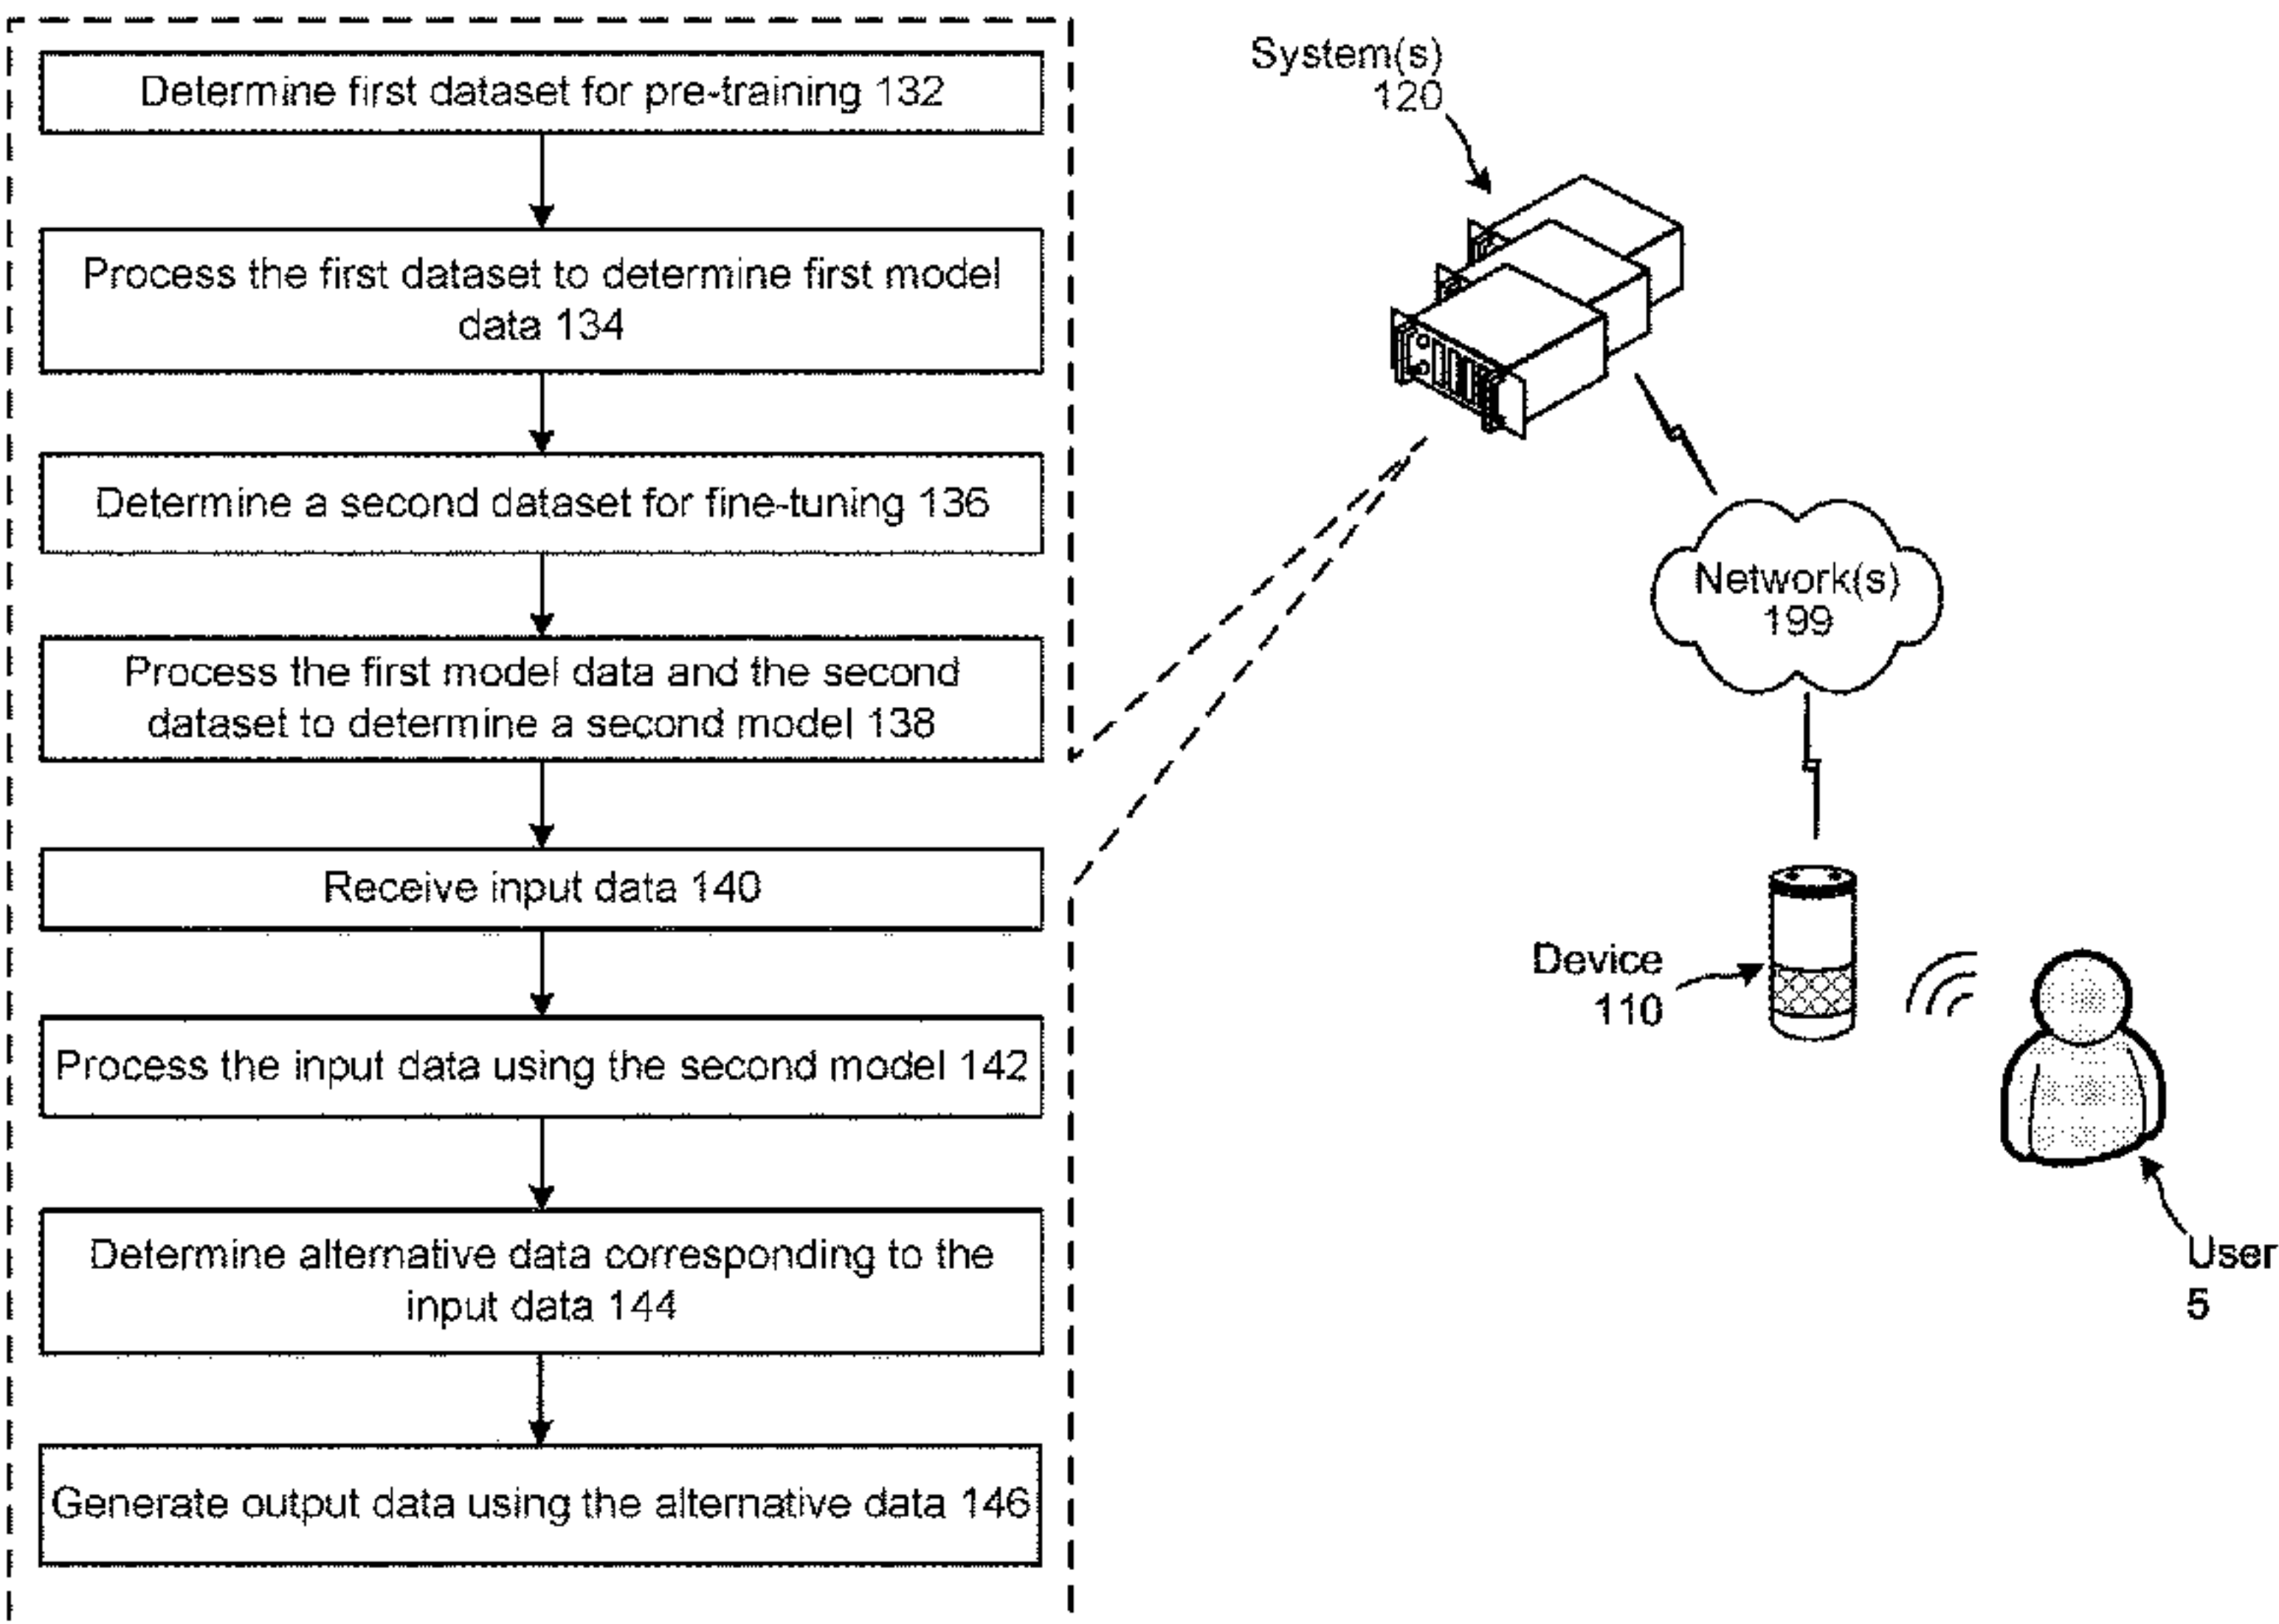 Determine first dataset for pre-training 132
Process the first dataset to determine first model
data 134
Determine a second dataset for fine-tuning 136
Process the first model data and the second
dataset to determine a second model 138
Receive input data 140
Process the input data using the second model 142
Determine alternative data corresponding to the
input data 144
Generate output data using the alternative data 146
System(s)
120
Network(s)
199
Device
110
User
5